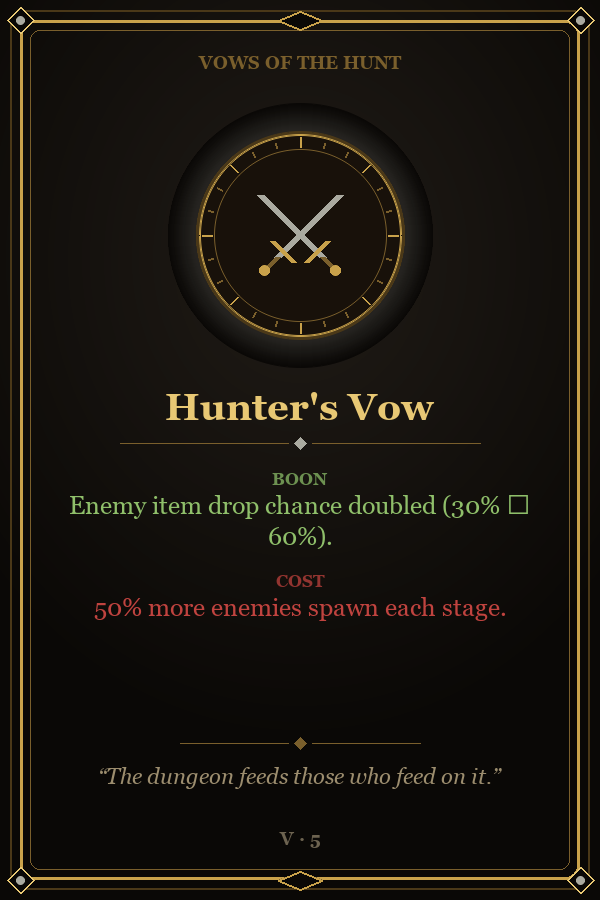 VOWS OF THE HUNT
Hunter's Vow
BOON
Enemy item drop chance doubled (30% □
60%).
COST
50% more enemies spawn each stage.
“The dungeon feeds those who feed on it.”
V · 5